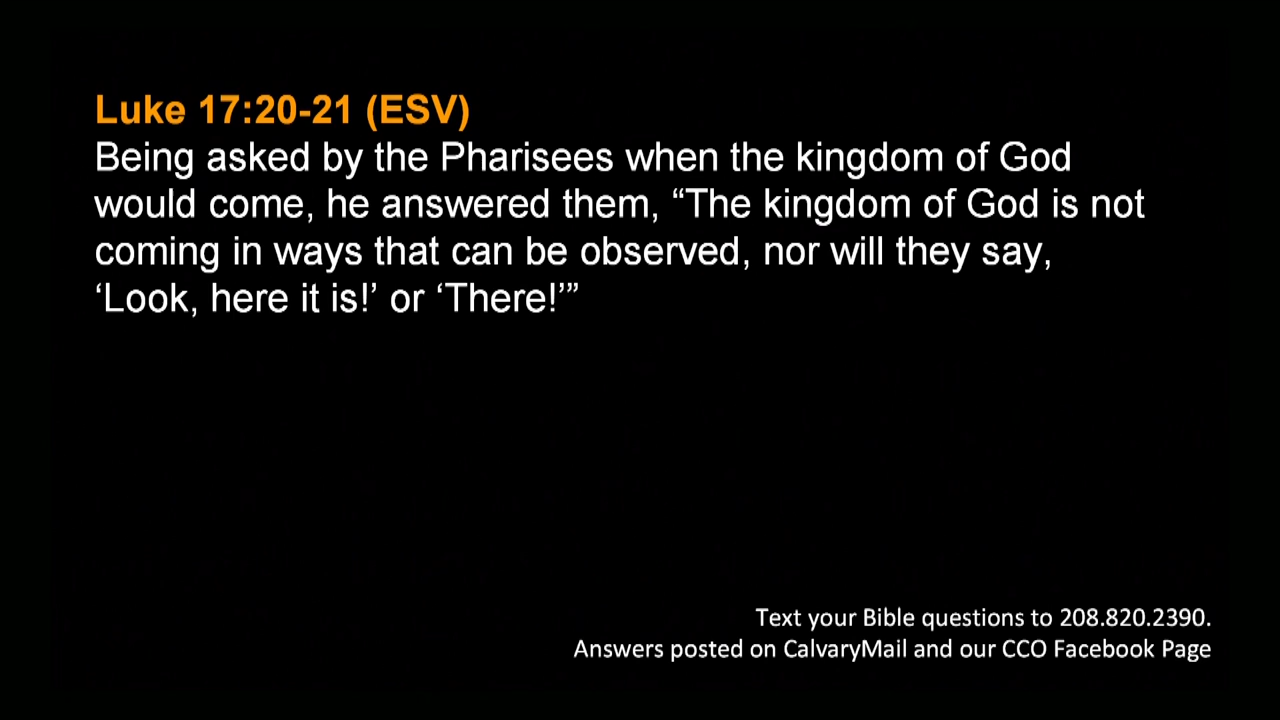 Luke 17:20-21 (ESV)
Being asked by the Pharisees when the kingdom of God
would come, he answered them, “The kingdom of God is not
coming in ways that can be observed, nor will they say,
‘Look, here it is!’ or ‘There!’”
Text your Bible questions to 208.820.2390.
Answers posted on CalvaryMail and our CCO Facebook Page